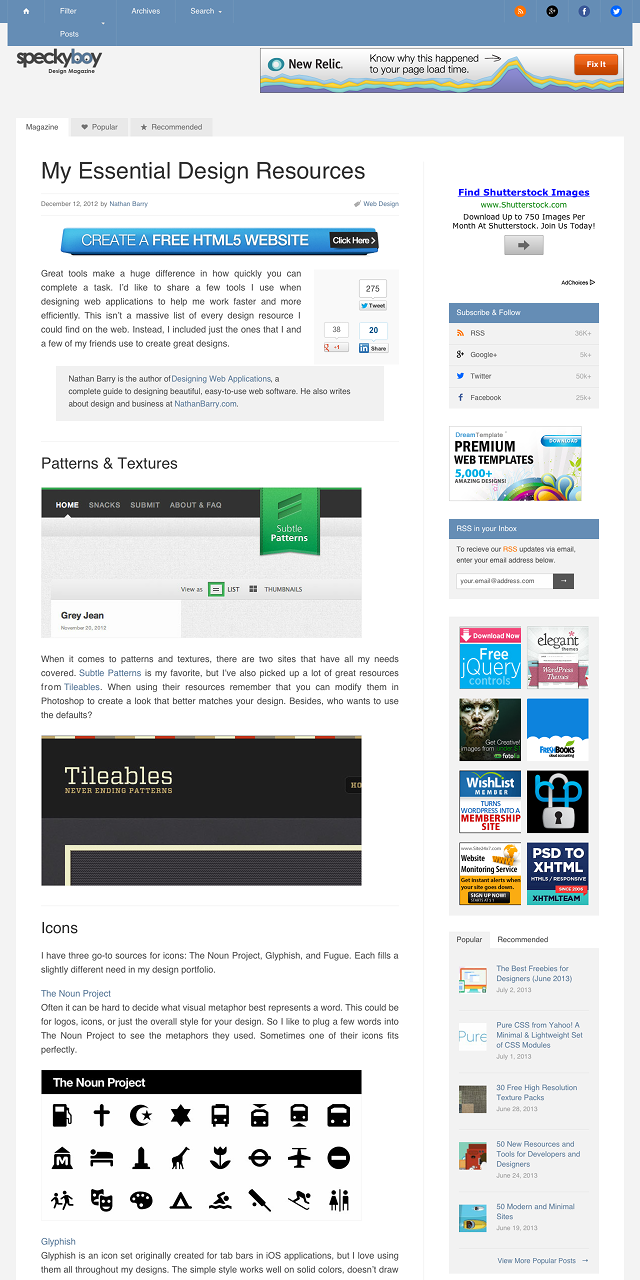 Filter
Posts
Archives
Search
speckyboy
Design Magazine
New Relic.
Know why this happened
to your page load time.
Fix It
Magazine
Popular
Recommended
My Essential Design Resources
December 12, 2012 by Nathan Barry
Web Design
CREATE A FREE HTML5 WEBSITE
Click Here >
Great tools make a huge difference in how quickly you can
complete a task. I'd like to share a few tools I use when
designing web applications to help me work faster and more
efficiently. This isn't a massive list of every design resource I
could find on the web. Instead, I included just the ones that I and
a few of my friends use to create great designs.
275
Tweet
38
20
+1
Share
Nathan Barry is the author of Designing Web Applications, a
complete guide to designing beautiful, easy-to-use web software. He also writes
about design and business at NathanBarry.com.
Patterns & Textures
HOME
SNACKS
SUBMIT
ABOUT & FAQ
Subtle
Patterns
View as
LIST
THUMBNAILS
Grey Jean
November 20, 2012
When it comes to patterns and textures, there are two sites that have all my needs
covered. Subtle Patterns is my favorite, but I've also picked up a lot of great resources
from Tileables. When using their resources remember that you can modify them in
Photoshop to create a look that better matches your design. Besides, who wants to use
the defaults?
Tileables
NEVER ENDING PATTERNS
HO
Icons
I have three go-to sources for icons: The Noun Project, Glyphish, and Fugue. Each fills a
slightly different need in my design portfolio.
The Noun Project
Often it can be hard to decide what visual metaphor best represents a word. This could be
for logos, icons, or just the overall style for your design. So I like to plug a few words into
The Noun Project to see the metaphors they used. Sometimes one of their icons fits
perfectly.
The Noun Project
M
Glyphish
Glyphish is an icon set originally created for tab bars in iOS applications, but I love using
them all throughout my designs. The simple style works well on solid colors, doesn't draw
Find Shutterstock Images
www.Shutterstock.com
Download Up to 750 Images Per
Month At Shutterstock. Join Us Today!
AdChoices
Subscribe & Follow
RSS
36K+
Google+
5k+
Twitter
50k+
Facebook
25k+
DreamTemplate
DOWNLOAD
PREMIUM
WEB TEMPLATES
5,000+
AMAZING DESIGNS!
RSS in your Inbox
To recieve our RSS updates via email,
enter your email address below.
your.email@address.com
Download Now
Free
jQuery
controls
elegant
themes
WordPress
Themes
Get Creative!
images from under $1
fotolia
FRESHBOOKS
cloud accounting
WISHLIST
MEMBER
TURNS
WORDPRESS INTO A
MEMBERSHIP
SITE
www.Site24x7.com
Website
Monitoring Service
Get instant alerts when
your site goes down.
SIGN UP NOW!
STARTS AT $ 1
PSD TO
XHTML
HTML5 / RESPONSIVE
SINCE 2005
XHTMLTEAM
Popular
Recommended
The Best Freebies for
Designers (June 2013)
July 2, 2013
Pure
Pure CSS from Yahoo! A
Minimal & Lightweight Set
of CSS Modules
July 1, 2013
30 Free High Resolution
Texture Packs
June 28, 2013
50 New Resources and
Tools for Developers and
Designers
June 24, 2013
50 Modern and Minimal
Sites
June 19, 2013
View More Popular Posts →